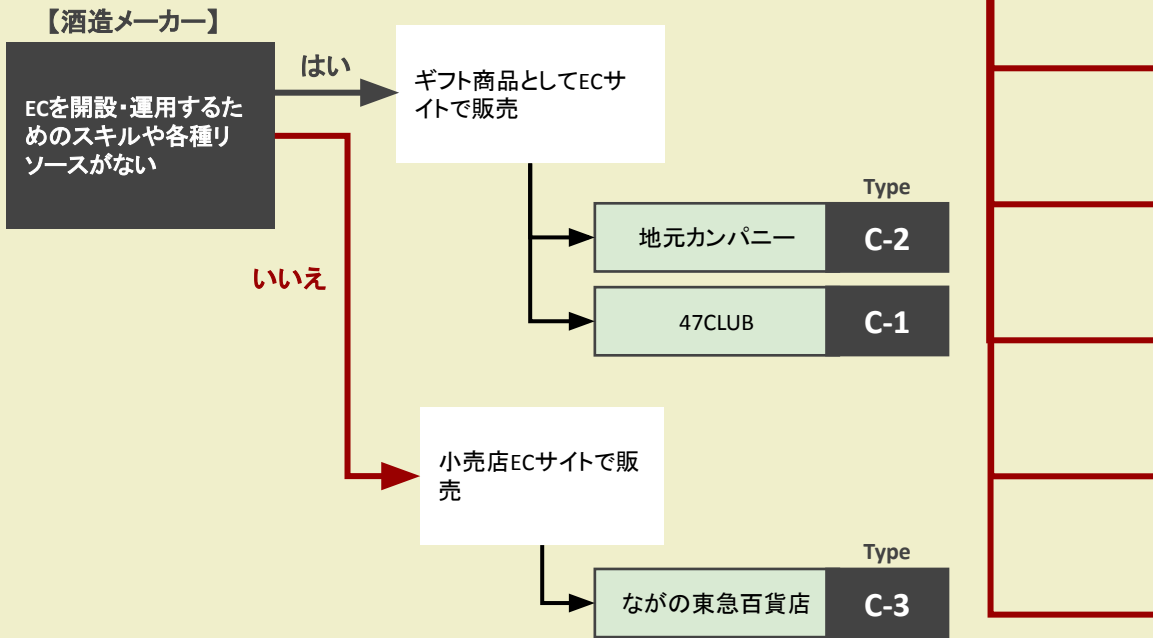 【酒造メーカー】
ECを開設・運用するた
めのスキルや各種リ
ソースがない
はい
ギフト商品としてECサ
イトで販売
Type
地元カンパニー C-2
47CLUB C-1
いいえ
小売店ECサイトで販
売
Type
ながの東急百貨店 C-3